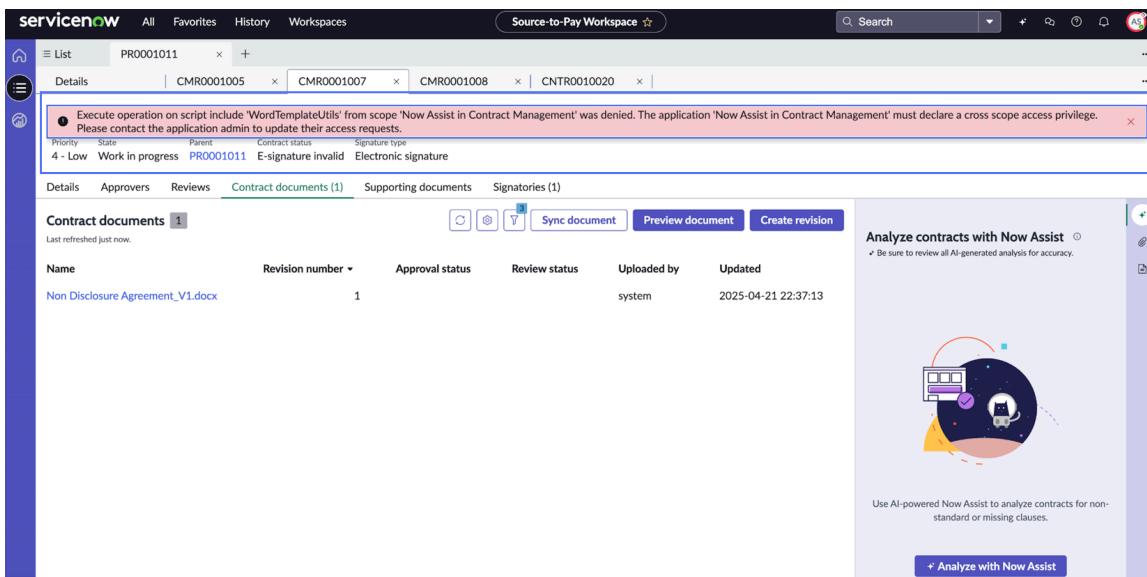 servicenow All Favorites History Workspaces Source-to-Pay Workspace Search AS
List PR0001011
Details CMR0001005 CMR0001007 CMR0001008 CNTR0010020
Execute operation on script include 'WordTemplateUtils' from scope 'Now Assist in Contract Management' was denied. The application 'Now Assist in Contract Management' must declare a cross scope access privilege.
Please contact the application admin to update their access requests.
Priority State Parent Contract status Signature type
4 - Low Work in progress PR0001011 E-signature invalid Electronic signature
Details Approvers Reviews Contract documents (1) Supporting documents Signatories (1)
Contract documents 1 3 Sync document Preview document Create revision
Last refreshed just now.
Name Revision number Approval status Review status Uploaded by Updated
Non Disclosure Agreement_V1.docx 1 system 2025-04-21 22:37:13
Analyze contracts with Now Assist
Be sure to review all AI-generated analysis for accuracy.
Use AI-powered Now Assist to analyze contracts for non-
standard or missing clauses.
Analyze with Now Assist